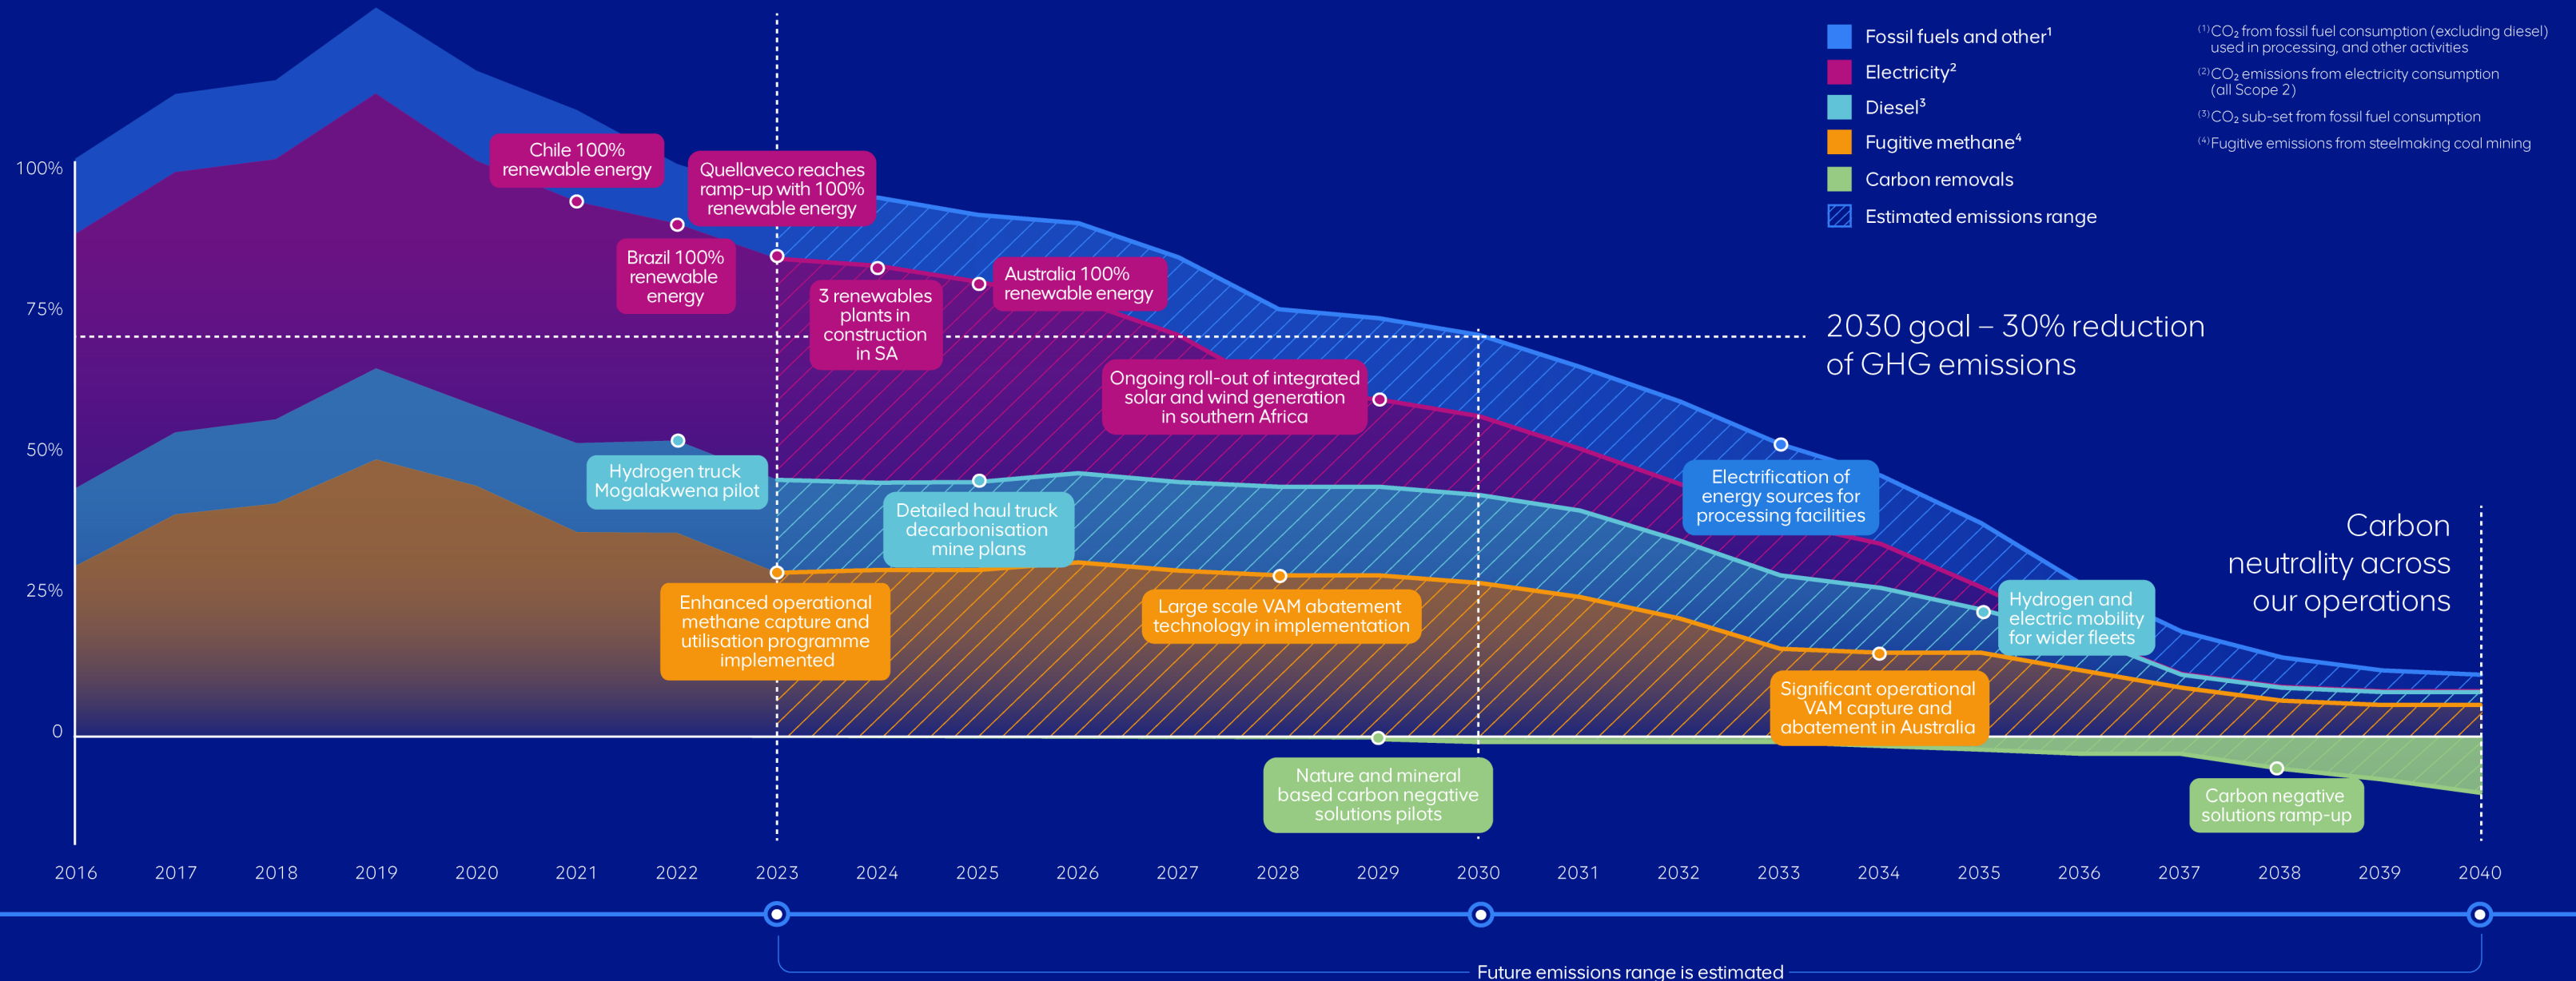 Fossil fuels and other¹
Electricity²
Diesel³
Fugitive methane⁴
Carbon removals
Estimated emissions range
⁽¹⁾CO₂ from fossil fuel consumption (excluding diesel)
used in processing, and other activities
⁽²⁾CO₂ emissions from electricity consumption
(all Scope 2)
⁽³⁾CO₂ sub-set from fossil fuel consumption
⁽⁴⁾Fugitive emissions from steelmaking coal mining
100%
75%
50%
25%
0
Chile 100%
renewable energy
Quellaveco reaches
ramp-up with 100%
renewable energy
Brazil 100%
renewable
energy
3 renewables
plants in
construction
in SA
Australia 100%
renewable energy
2030 goal – 30% reduction
of GHG emissions
Ongoing roll-out of integrated
solar and wind generation
in southern Africa
Hydrogen truck
Mogalakwena pilot
Detailed haul truck
decarbonisation
mine plans
Electrification of
energy sources for
processing facilities
Carbon
neutrality across
our operations
Enhanced operational
methane capture and
utilisation programme
implemented
Large scale VAM abatement
technology in implementation
Hydrogen and
electric mobility
for wider fleets
Significant operational
VAM capture and
abatement in Australia
Nature and mineral
based carbon negative
solutions pilots
Carbon negative
solutions ramp-up
2016 2017 2018 2019 2020 2021 2022 2023 2024 2025 2026 2027 2028 2029 2030 2031 2032 2033 2034 2035 2036 2037 2038 2039 2040
Future emissions range is estimated